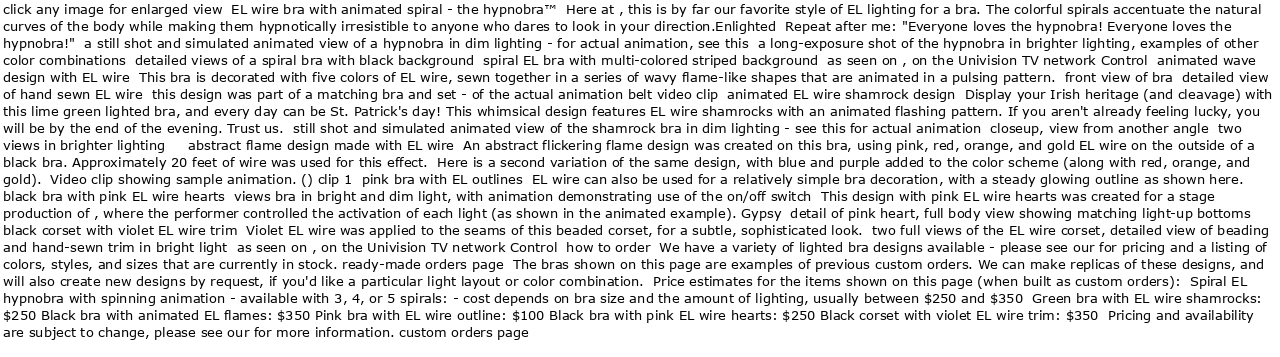 click any image for enlarged view  EL wire bra with animated spiral - the hypnobra™  Here at , this is by far our favorite style of EL lighting for a bra. The colorful spirals accentuate the natural
curves of the body while making them hypnotically irresistible to anyone who dares to look in your direction.Enlighted  Repeat after me: "Everyone loves the hypnobra! Everyone loves the
hypnobra!"  a still shot and simulated animated view of a hypnobra in dim lighting - for actual animation, see this  a long-exposure shot of the hypnobra in brighter lighting, examples of other
color combinations  detailed views of a spiral bra with black background  spiral EL bra with multi-colored striped background  as seen on , on the Univision TV network Control  animated wave
design with EL wire  This bra is decorated with five colors of EL wire, sewn together in a series of wavy flame-like shapes that are animated in a pulsing pattern.  front view of bra  detailed view
of hand sewn EL wire  this design was part of a matching bra and set - of the actual animation belt video clip  animated EL wire shamrock design  Display your Irish heritage (and cleavage) with
this lime green lighted bra, and every day can be St. Patrick's day! This whimsical design features EL wire shamrocks with an animated flashing pattern. If you aren't already feeling lucky, you
will be by the end of the evening. Trust us.  still shot and simulated animated view of the shamrock bra in dim lighting - see this for actual animation  closeup, view from another angle  two
views in brighter lighting     abstract flame design made with EL wire  An abstract flickering flame design was created on this bra, using pink, red, orange, and gold EL wire on the outside of a
black bra. Approximately 20 feet of wire was used for this effect.  Here is a second variation of the same design, with blue and purple added to the color scheme (along with red, orange, and
gold).  Video clip showing sample animation. () clip 1  pink bra with EL outlines  EL wire can also be used for a relatively simple bra decoration, with a steady glowing outline as shown here.
black bra with pink EL wire hearts  views bra in bright and dim light, with animation demonstrating use of the on/off switch  This design with pink EL wire hearts was created for a stage
production of , where the performer controlled the activation of each light (as shown in the animated example). Gypsy  detail of pink heart, full body view showing matching light-up bottoms
black corset with violet EL wire trim  Violet EL wire was applied to the seams of this beaded corset, for a subtle, sophisticated look.  two full views of the EL wire corset, detailed view of beading
and hand-sewn trim in bright light  as seen on , on the Univision TV network Control  how to order  We have a variety of lighted bra designs available - please see our for pricing and a listing of
colors, styles, and sizes that are currently in stock. ready-made orders page  The bras shown on this page are examples of previous custom orders. We can make replicas of these designs, and
will also create new designs by request, if you'd like a particular light layout or color combination.  Price estimates for the items shown on this page (when built as custom orders):  Spiral EL
hypnobra with spinning animation - available with 3, 4, or 5 spirals: - cost depends on bra size and the amount of lighting, usually between $250 and $350  Green bra with EL wire shamrocks:
$250 Black bra with animated EL flames: $350 Pink bra with EL wire outline: $100 Black bra with pink EL wire hearts: $250 Black corset with violet EL wire trim: $350  Pricing and availability
are subject to change, please see our for more information. custom orders page